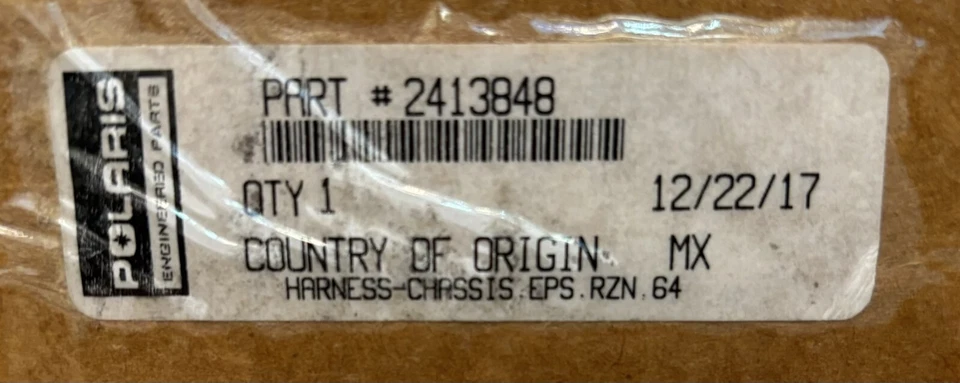 POLARIS
ENGINEERED PARTS
PART # 2413848
QTY 1 12/22/17
COUNTRY OF ORIGIN MX
HARNESS-CHASSIS.EPS.RZN.64